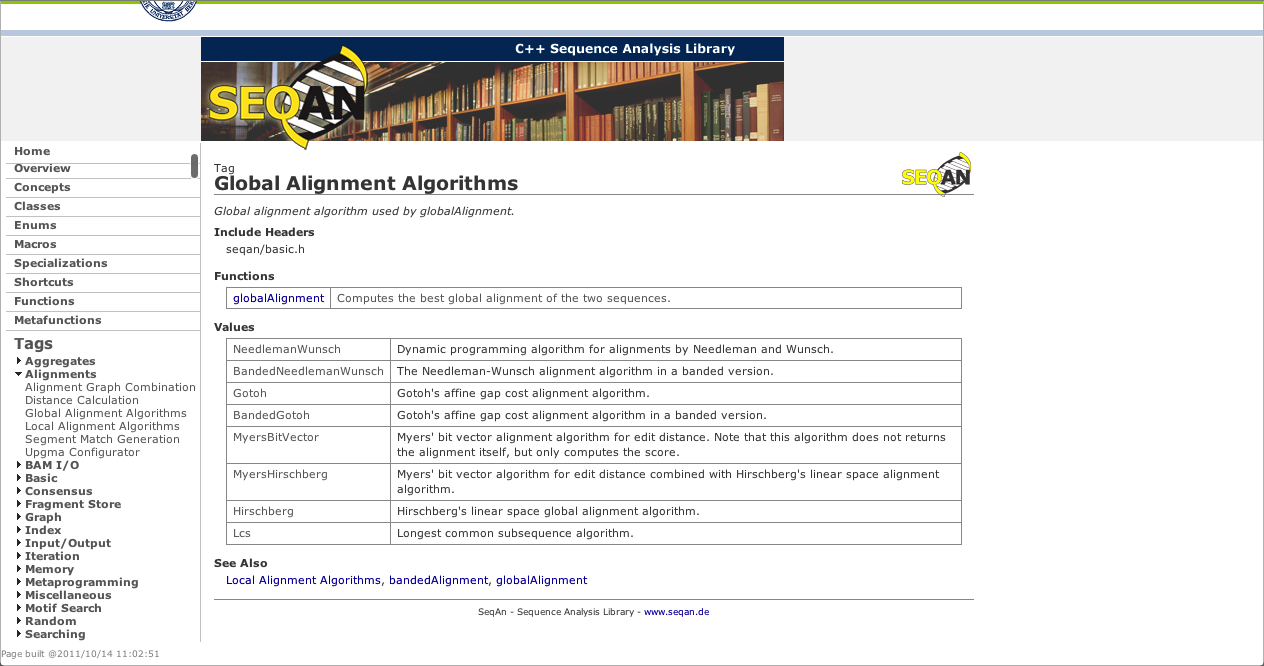 C++ Sequence Analysis Library
SEQAN
Home
Overview
Concepts
Classes
Enums
Macros
Specializations
Shortcuts
Functions
Metafunctions
Tags
Aggregates
Alignments
Alignment Graph Combination
Distance Calculation
Global Alignment Algorithms
Local Alignment Algorithms
Segment Match Generation
Upgma Configurator
BAM I/O
Basic
Consensus
Fragment Store
Graph
Index
Input/Output
Iteration
Memory
Metaprogramming
Miscellaneous
Motif Search
Random
Searching
Tag
Global Alignment Algorithms
SEQAN
Global alignment algorithm used by globalAlignment.
Include Headers
seqan/basic.h
Functions
globalAlignment Computes the best global alignment of the two sequences.
Values
NeedlemanWunsch Dynamic programming algorithm for alignments by Needleman and Wunsch.
BandedNeedlemanWunsch The Needleman-Wunsch alignment algorithm in a banded version.
Gotoh Gotoh's affine gap cost alignment algorithm.
BandedGotoh Gotoh's affine gap cost alignment algorithm in a banded version.
MyersBitVector Myers' bit vector alignment algorithm for edit distance. Note that this algorithm does not returns
the alignment itself, but only computes the score.
MyersHirschberg Myers' bit vector algorithm for edit distance combined with Hirschberg's linear space alignment
algorithm.
Hirschberg Hirschberg's linear space global alignment algorithm.
Lcs Longest common subsequence algorithm.
See Also
Local Alignment Algorithms, bandedAlignment, globalAlignment
SeqAn - Sequence Analysis Library - www.seqan.de
Page built @2011/10/14 11:02:51